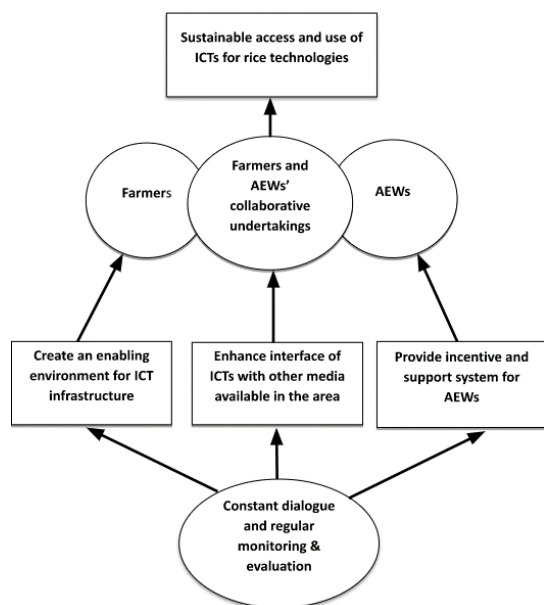 Sustainable access and use of
ICTs for rice technologies
Farmers
Farmers and
AEWs'
collaborative
undertakings
AEWs
Create an enabling
environment for ICT
infrastructure
Enhance interface of
ICTs with other media
available in the area
Provide incentive and
support system for
AEWs
Constant dialogue
and regular
monitoring &
evaluation